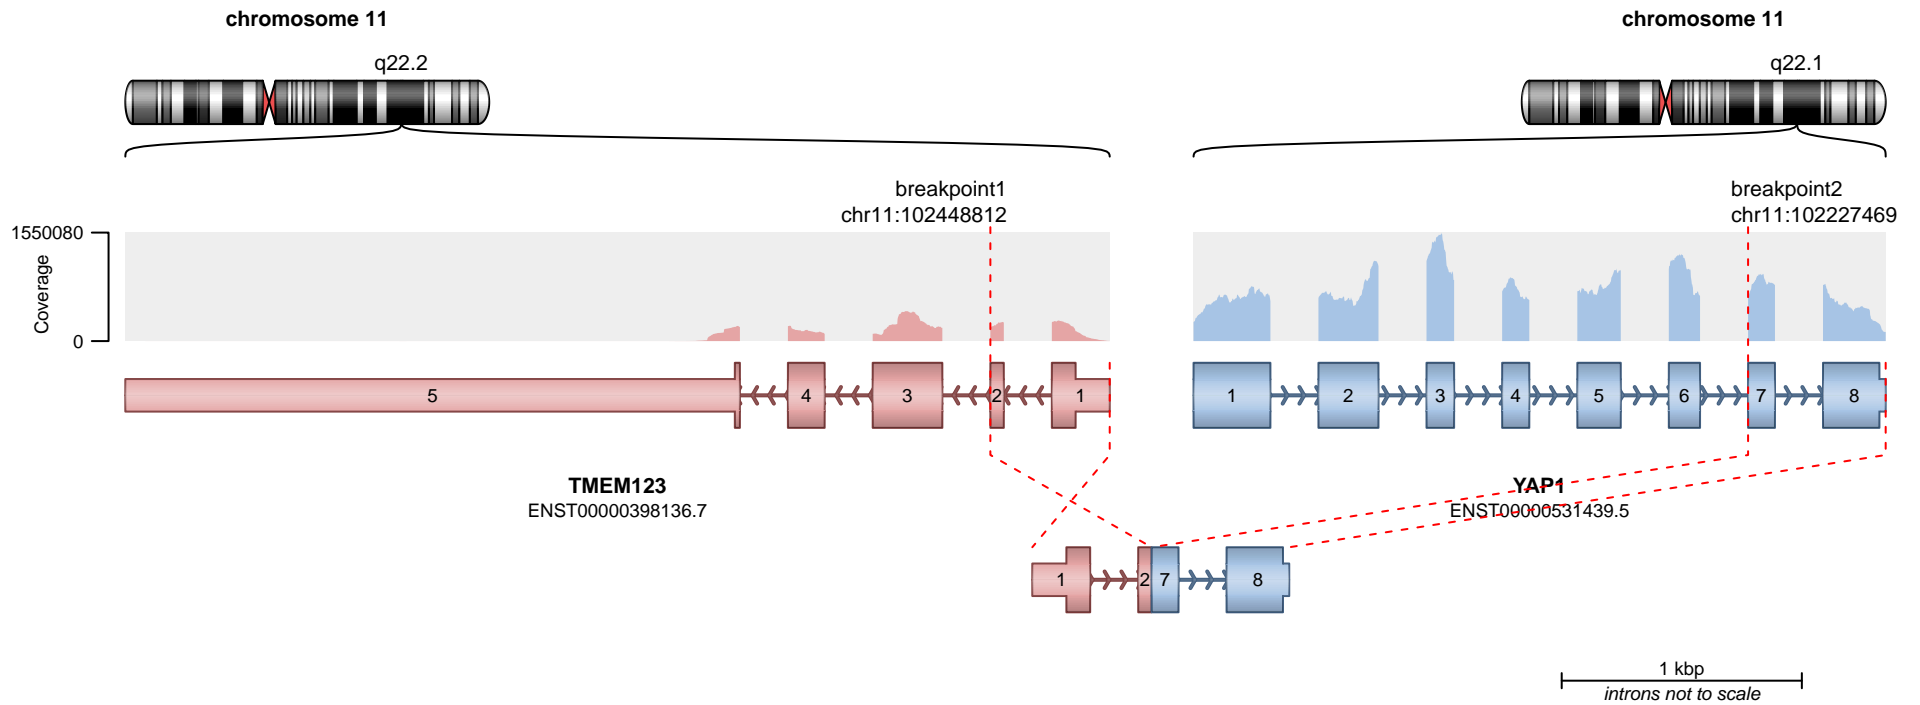 chromosome 11
chromosome 11
q22.2
q22.1
breakpoint1
chr11:102448812
breakpoint2
chr11:102227469
1550080
Coverage
0
5
4
3
2
1
1
2
3
4
5
6
7
8
TMEM123
ENST00000398136.7
YAP1
ENST00000531439.5
1
2
7
8
1 kbp
introns not to scale